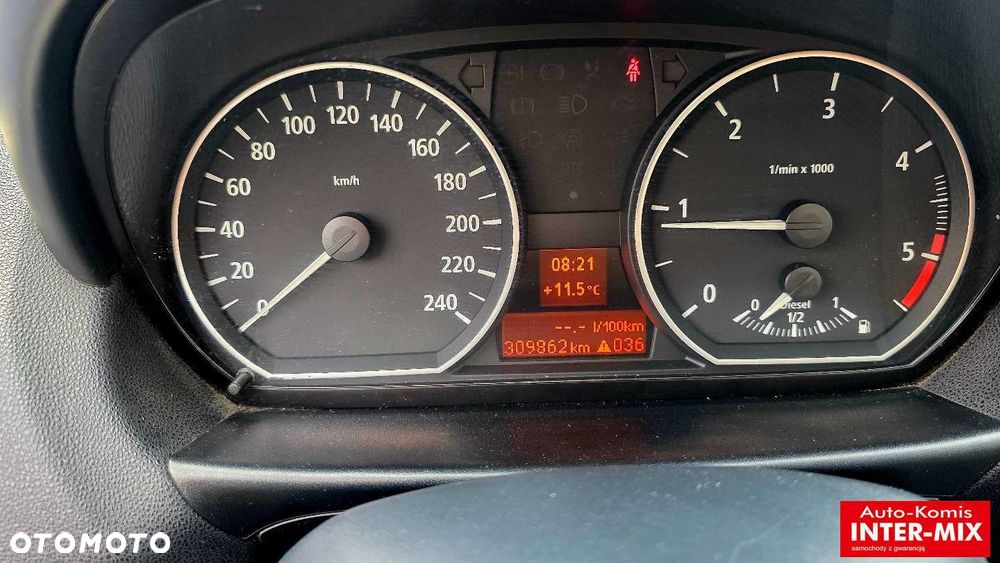 0
20
40
60
80
100
120
140
160
180
200
220
240
km/h
08:21
+11.5°C
--.- l/100km
309862 km ⚠036
0
1
2
3
4
5
1/min x 1000
0
1/2
1
Diesel
OTOMOTO
Auto-Komis
INTER-MIX
samochody z gwarancją